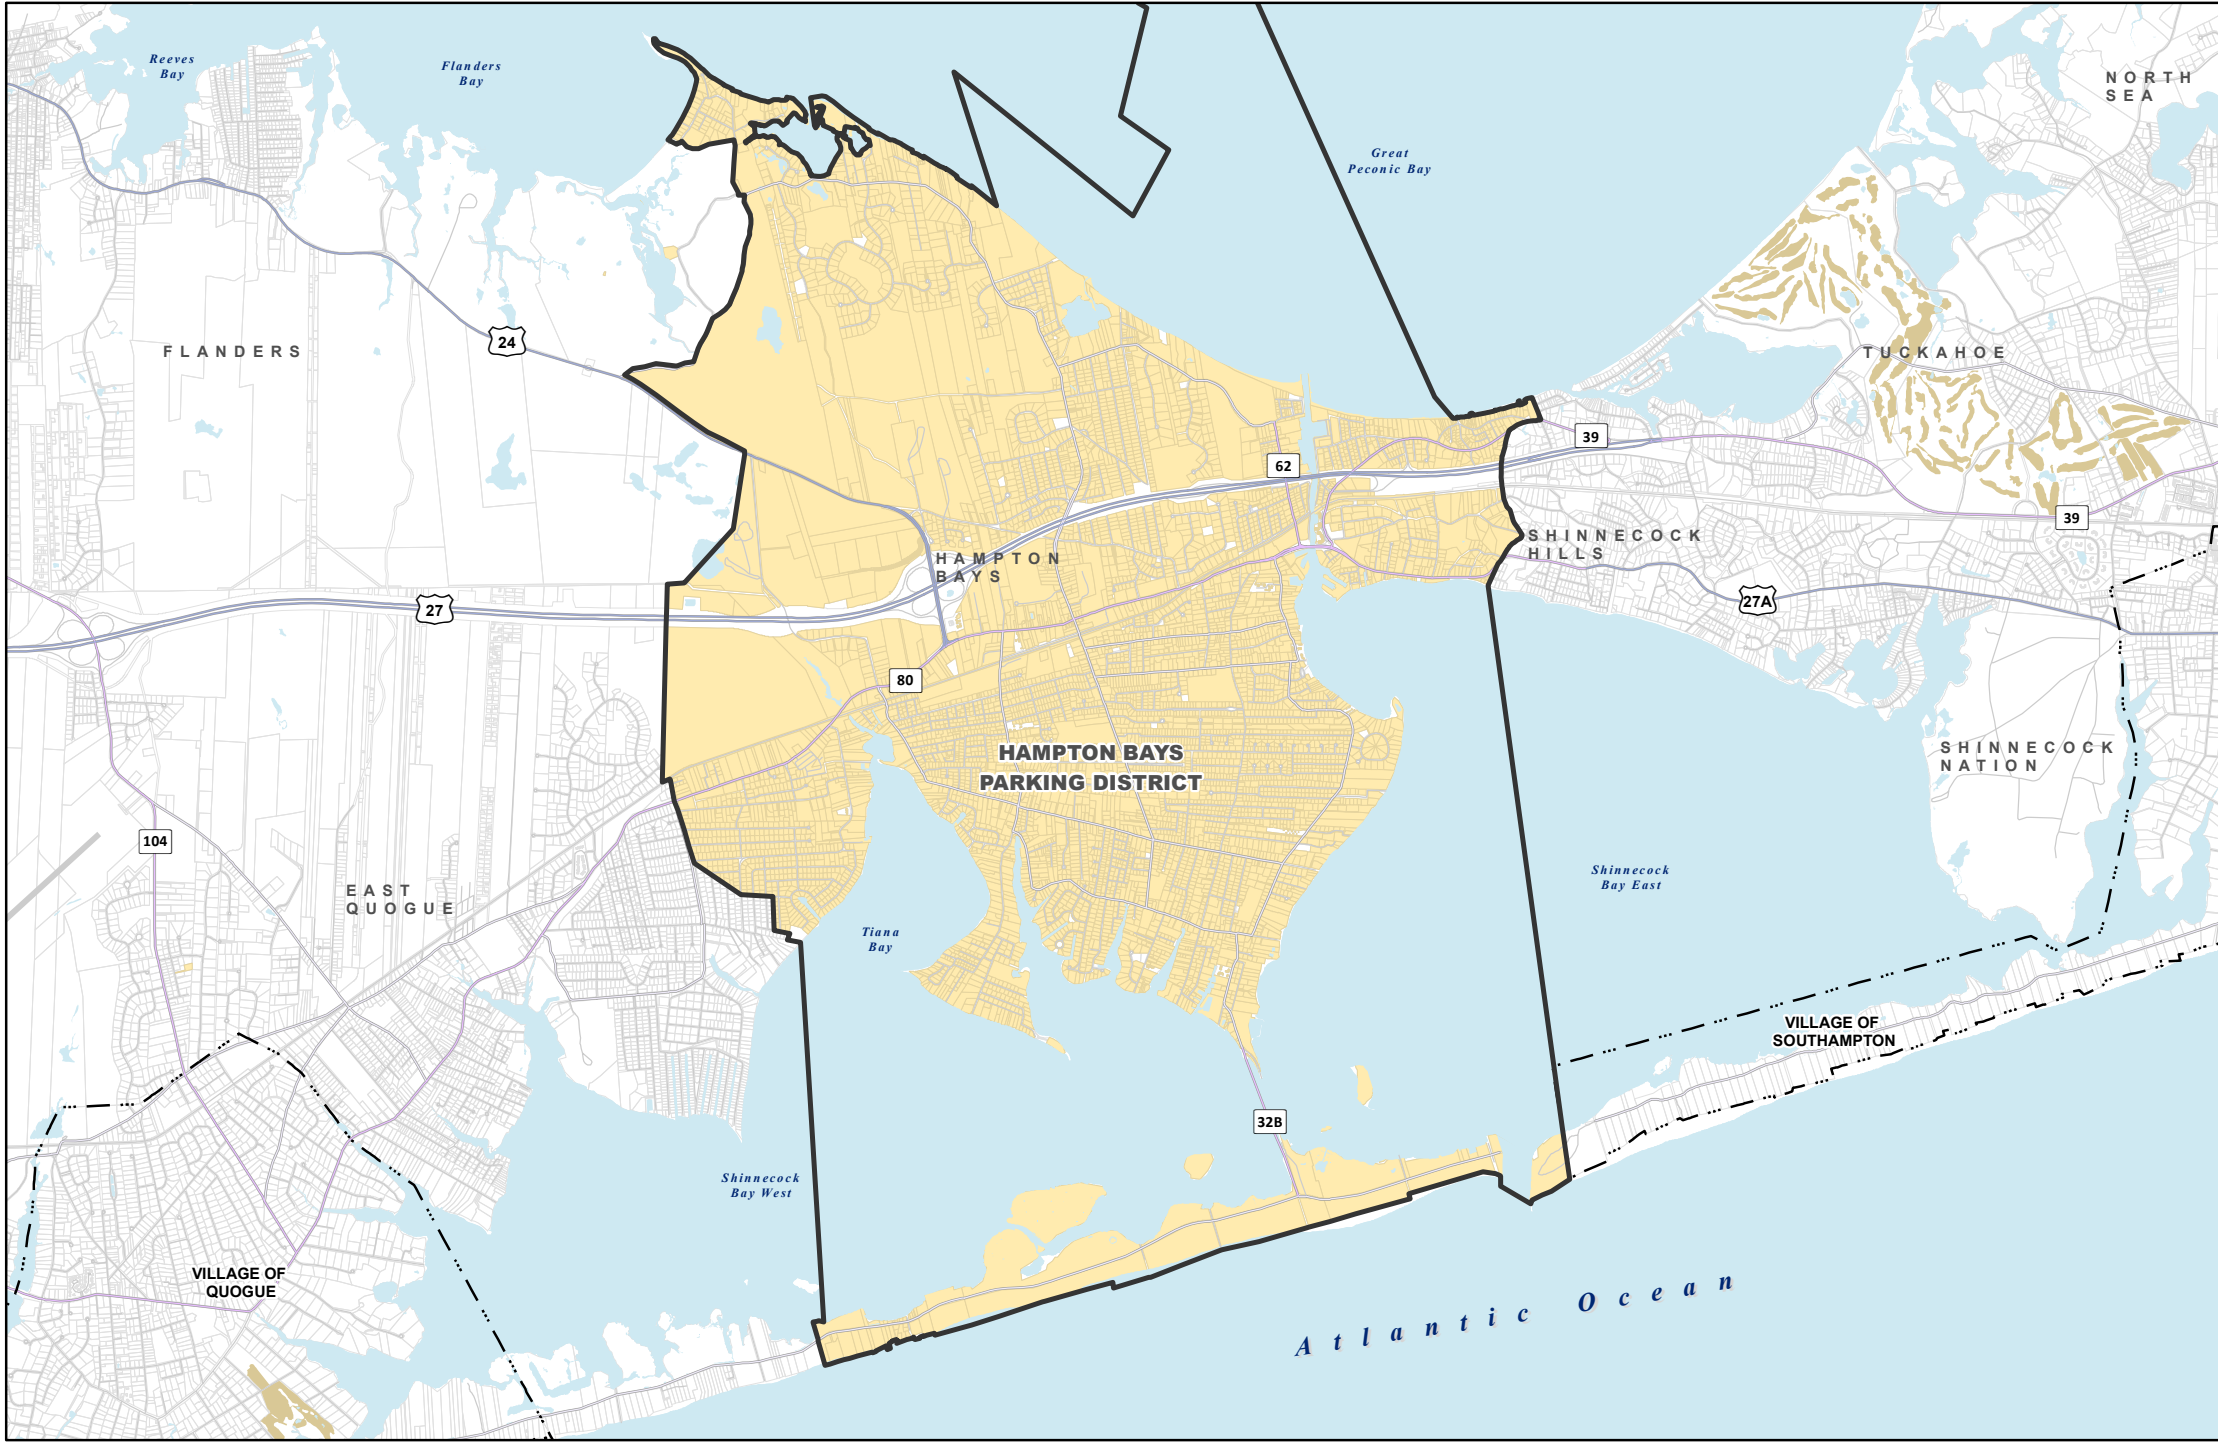 Reeves
Bay
Flanders
Bay
NORTH
SEA
Great
Peconic Bay
24
FLANDERS
TUCKAHOE
39
62
39
SHINNECOCK
HILLS
HAMPTON
BAYS
27
27A
80
HAMPTON BAYS
PARKING DISTRICT
SHINNECOCK
NATION
104
EAST
QUOGUE
Shinnecock
Bay East
Tiana
Bay
VILLAGE OF
SOUTHAMPTON
32B
Shinnecock
Bay West
VILLAGE OF
QUOGUE
Atlantic Ocean